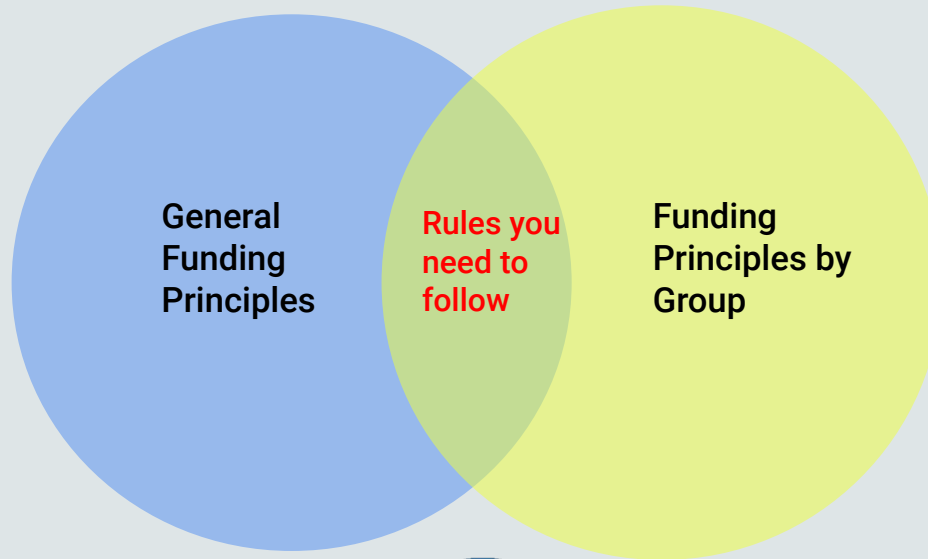 General
Funding
Principles
Rules you
need to
follow
Funding
Principles by
Group